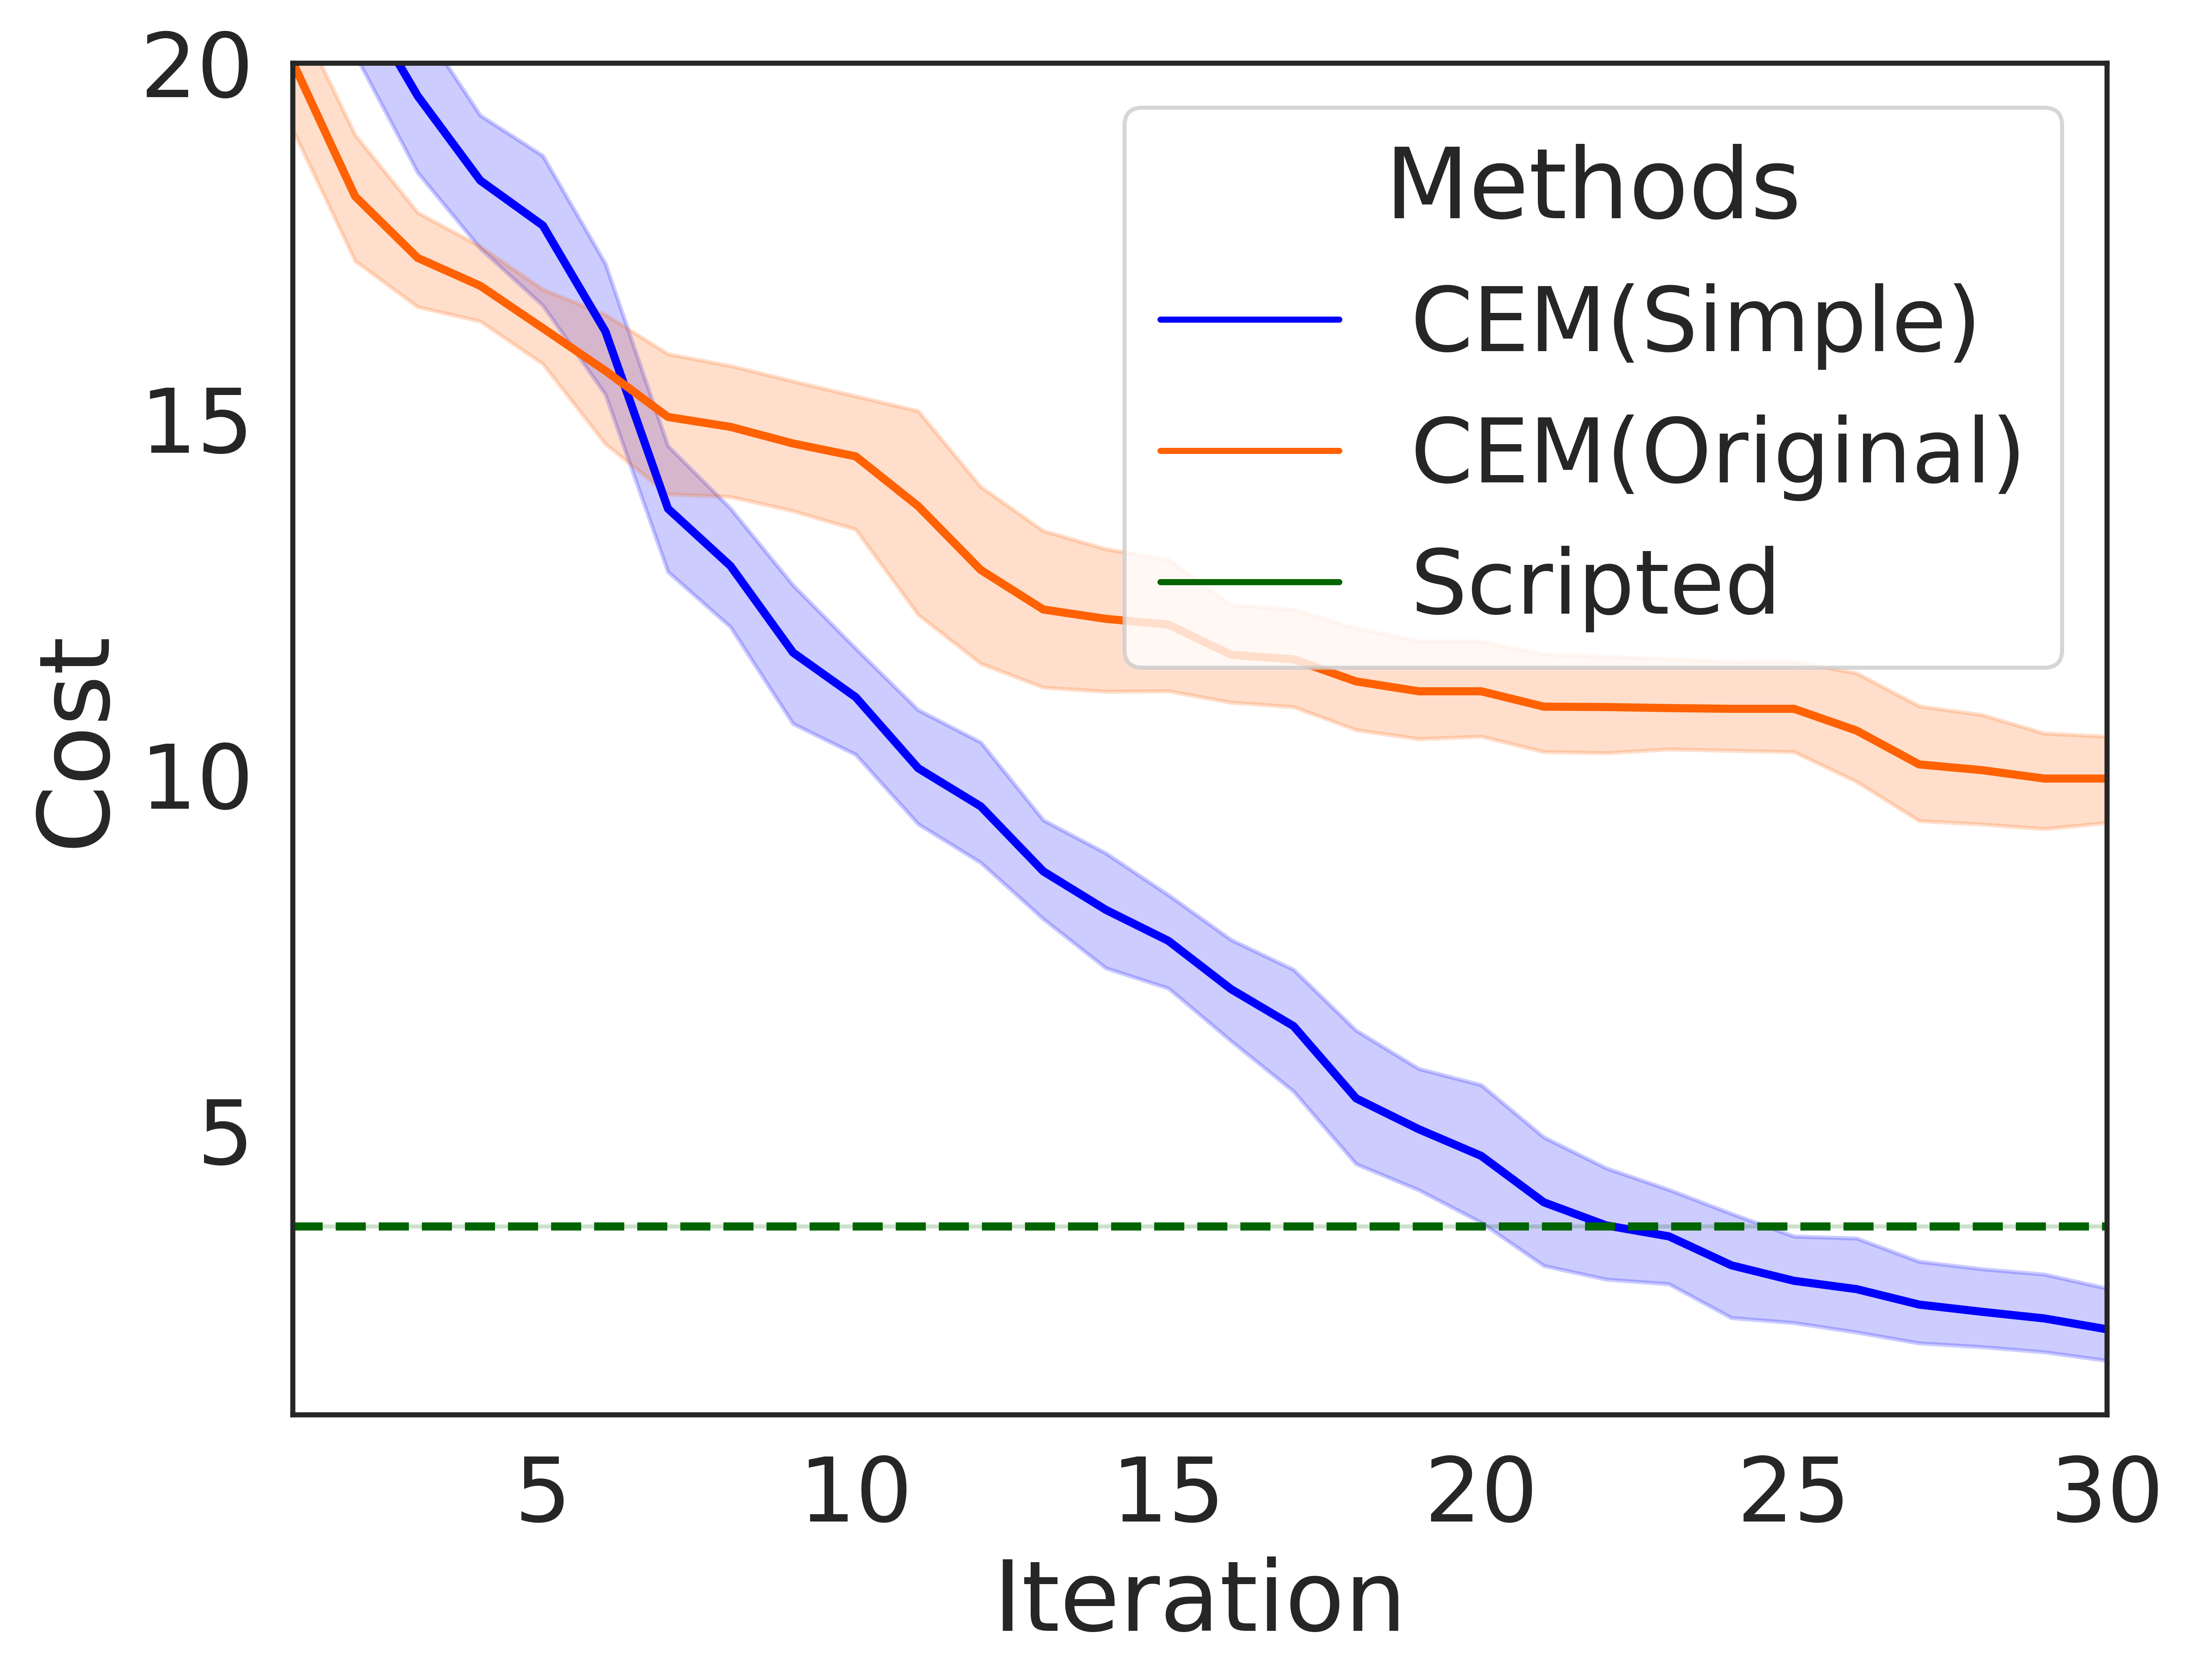 20
15
10
5
Cost
Methods
CEM(Simple)
CEM(Original)
Scripted
5 10 15 20 25 30
Iteration